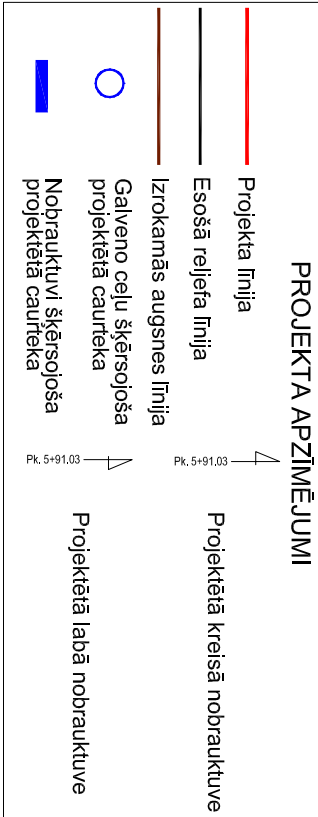 PROJEKTA APZĪMĒJUMI
Projekta līnija
Esošā reljefa līnija
Izrokamās augsnes līnija
Galveno ceļu šķērsojoša
projektētā caurteka
Nobrauktuvi šķērsojoša
projektētā caurteka
Pk. 5+91.03
Projektētā kreisā nobrauktuve
Pk. 5+91.03
Projektētā labā nobrauktuve